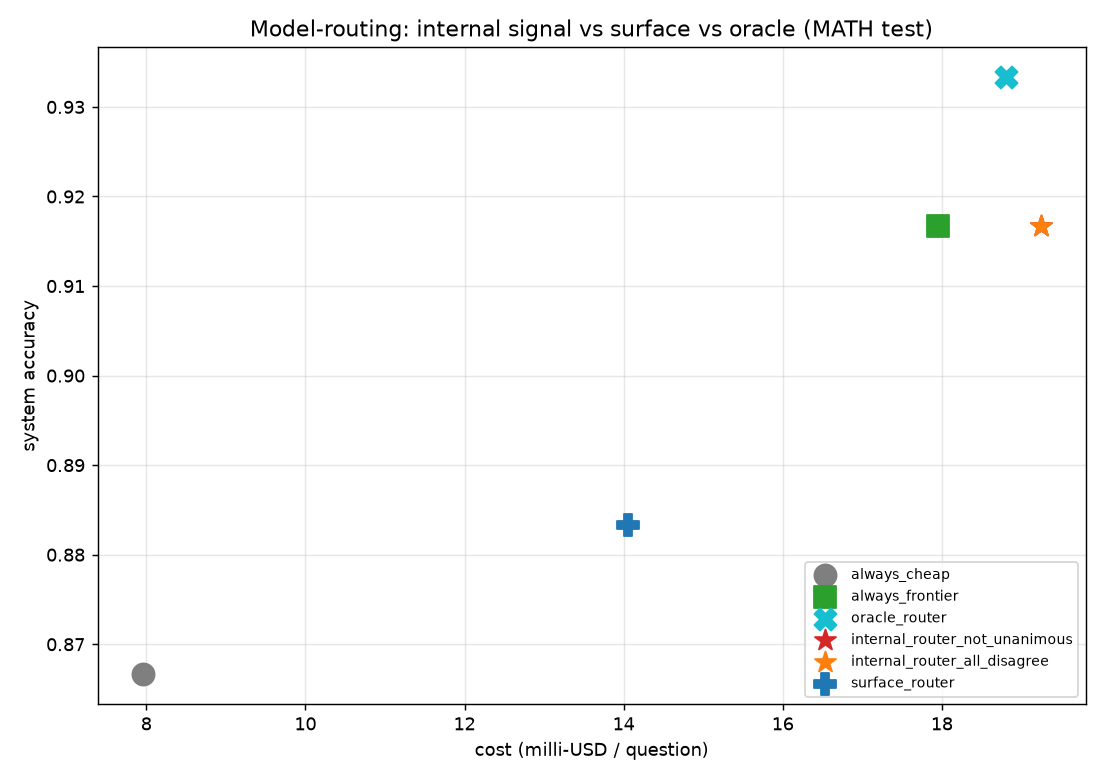 Model-routing: internal signal vs surface vs oracle (MATH test)
system accuracy
0.93
0.92
0.91
0.90
0.89
0.88
0.87
8
10
12
14
16
18
cost (milli-USD / question)
always_cheap
always_frontier
oracle_router
internal_router_not_unanimous
internal_router_all_disagree
surface_router